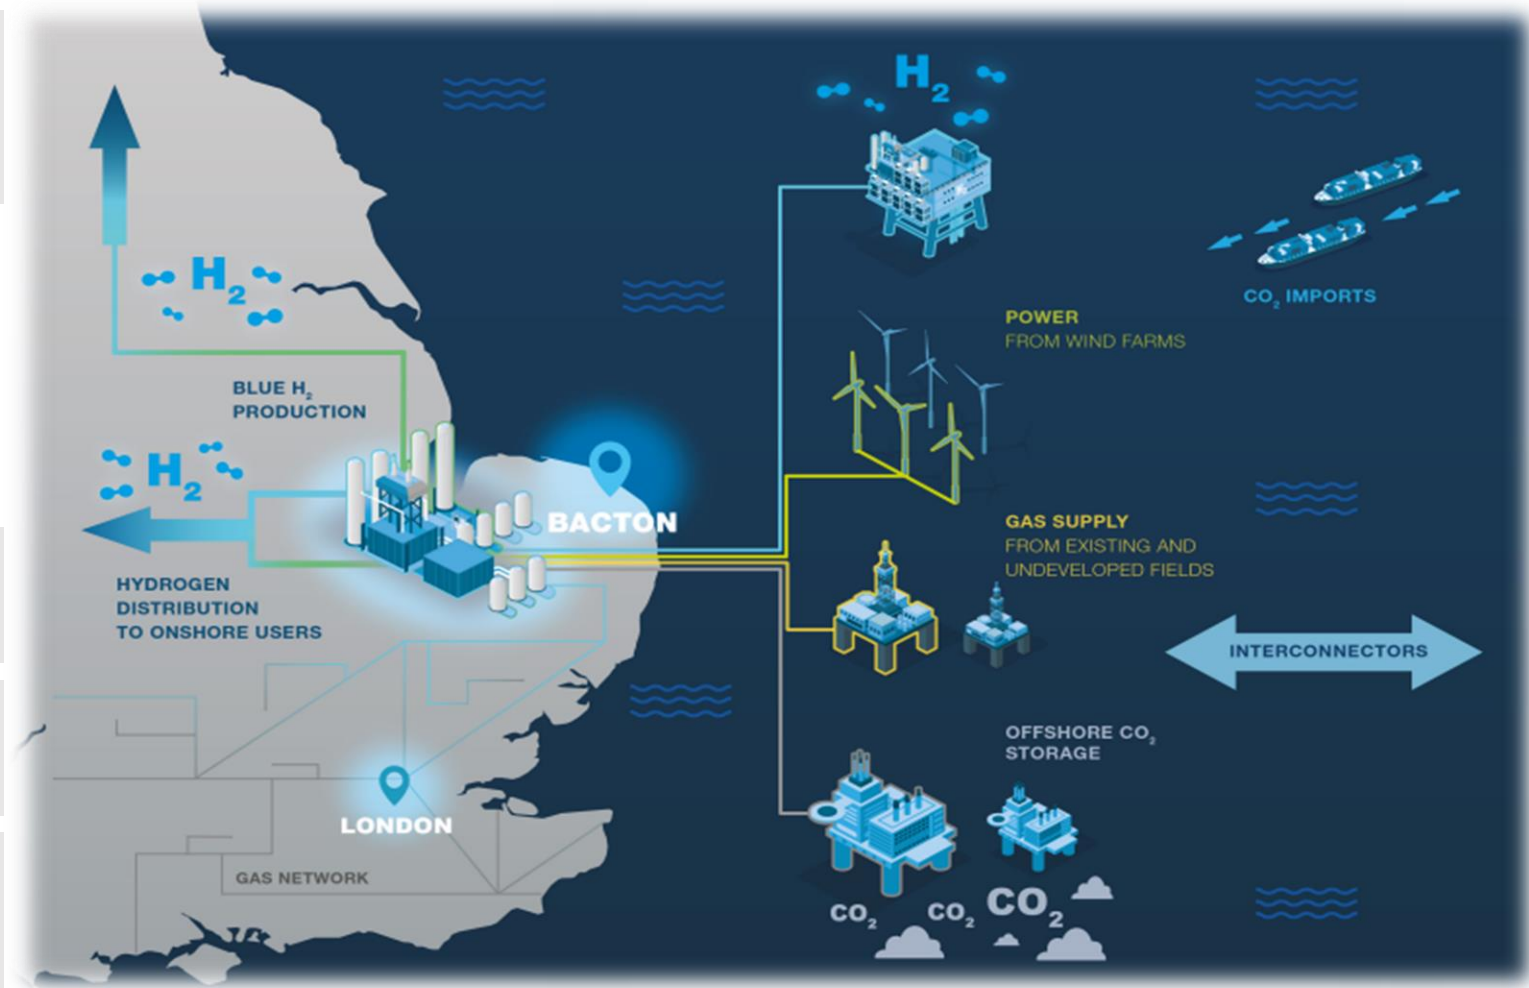 H₂
CO₂ IMPORTS
POWER
FROM WIND FARMS
H₂
BLUE H₂
PRODUCTION
H₂
BACTON
GAS SUPPLY
FROM EXISTING AND
UNDEVELOPED FIELDS
HYDROGEN
DISTRIBUTION
TO ONSHORE USERS
INTERCONNECTORS
OFFSHORE CO₂
STORAGE
LONDON
GAS NETWORK
CO₂
CO₂
CO₂